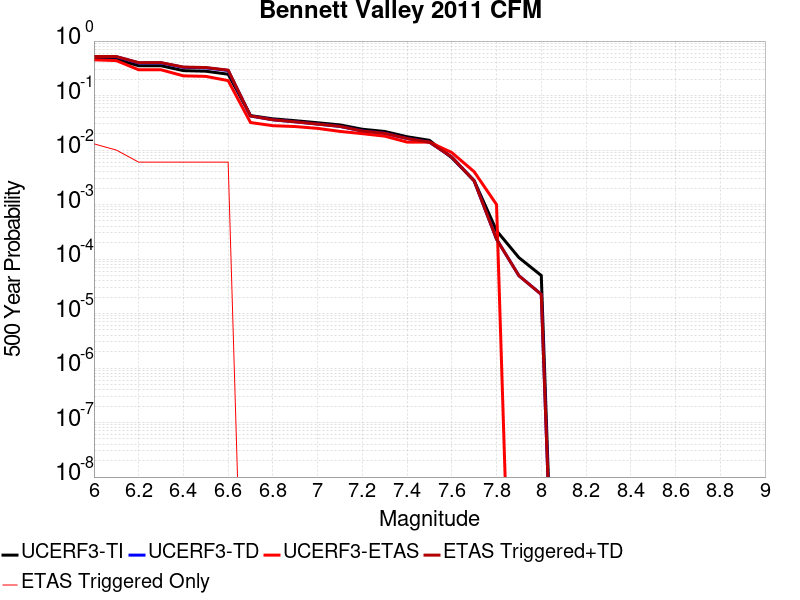 Bennett Valley 2011 CFM
10^0
10^-1
10^-2
10^-3
10^-4
10^-5
10^-6
10^-7
10^-8
500 Year Probability
6 6.2 6.4 6.6 6.8 7 7.2 7.4 7.6 7.8 8 8.2 8.4 8.6 8.8 9
Magnitude
UCERF3-TI UCERF3-TD UCERF3-ETAS ETAS Triggered+TD
ETAS Triggered Only